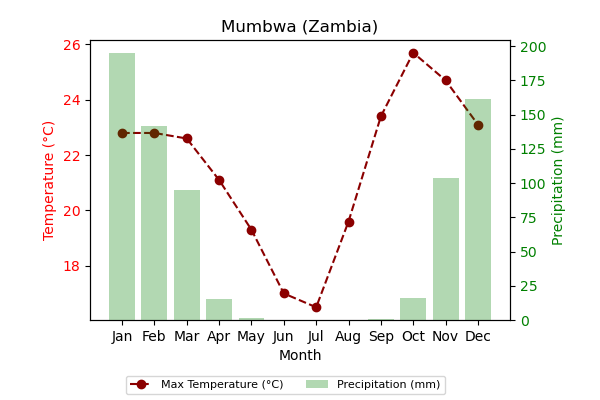 Mumbwa (Zambia)
26
24
22
20
18
Temperature (°C)
200
175
150
125
100
75
50
25
0
Precipitation (mm)
Jan Feb Mar Apr May Jun Jul Aug Sep Oct Nov Dec
Month
Max Temperature (°C) Precipitation (mm)